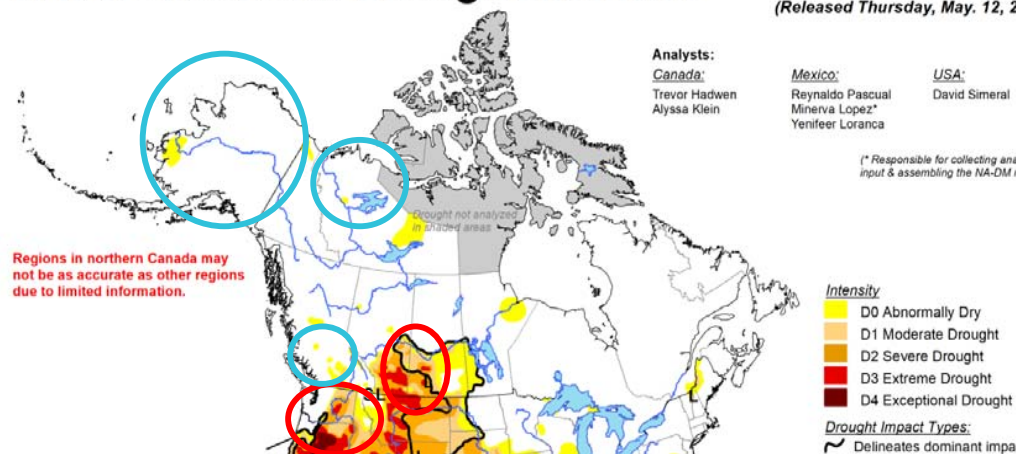 (Released Thursday, May. 12, 2
Analysts:
Canada:
Trevor Hadwen
Alyssa Klein
Mexico:
Reynaldo Pascual
Minerva Lopez*
Yenifeer Loranca
USA:
David Simeral
(* Responsible for collecting ana
input & assembling the NA-DM
Drought not analyzed
in shaded areas
Regions in northern Canada may
not be as accurate as other regions
due to limited information.
SL
L
Intensity
D0 Abnormally Dry
D1 Moderate Drought
D2 Severe Drought
D3 Extreme Drought
D4 Exceptional Drought
Drought Impact Types:
Delineates dominant impa